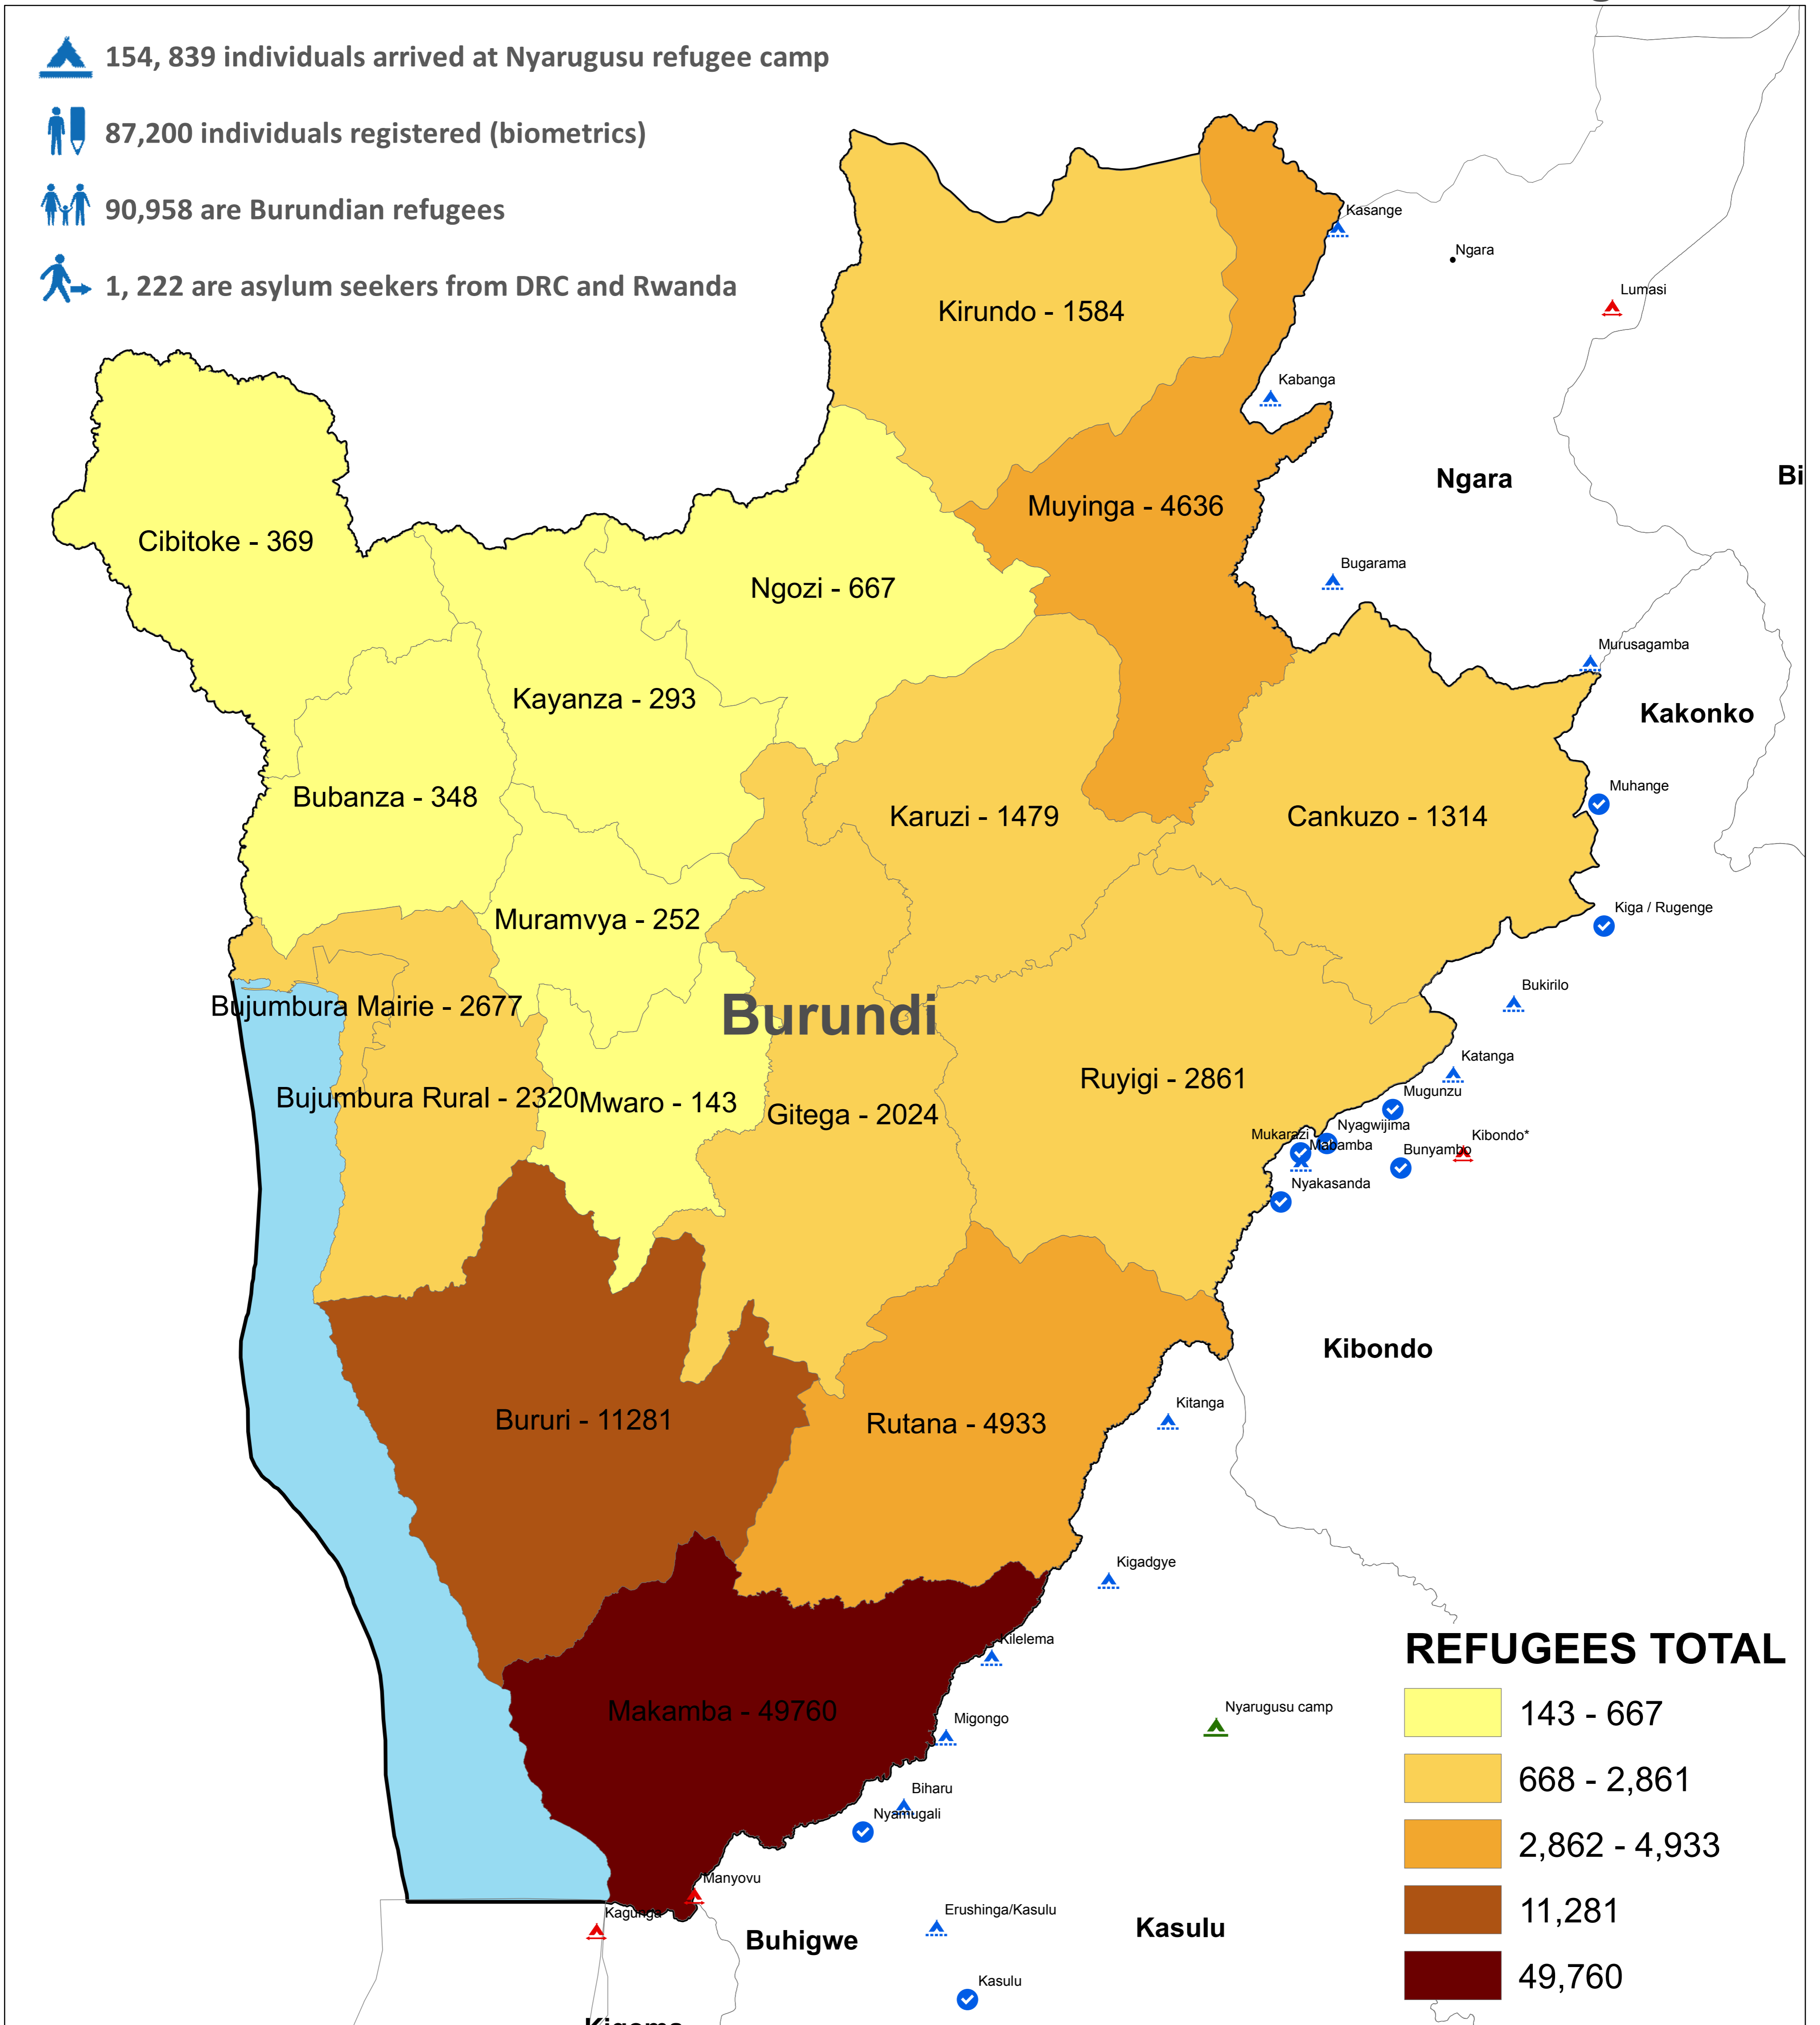 154, 839 individuals arrived at Nyarugusu refugee camp
87,200 individuals registered (biometrics)
90,958 are Burundian refugees
1, 222 are asylum seekers from DRC and Rwanda
Kasange
Ngara
Lumasi
Kirundo - 1584
Kabanga
Ngara
Bi
Muyinga - 4636
Cibitoke - 369
Bugarama
Ngozi - 667
Murusagamba
Kayanza - 293
Kakonko
Muhange
Bubanza - 348
Karuzi - 1479
Cankuzo - 1314
Kiga / Rugenge
Muramvya - 252
Bukirilo
Bujumbura Mairie - 2677
Burundi
Katanga
Ruyigi - 2861
Mugunzu
Bujumbura Rural - 2320
Mwaro - 143
Gitega - 2024
Nyagwijima
Mukarazi
Mabamba
Bunyambo
Kibondo*
Nyakasanda
Kibondo
Kitanga
Bururi - 11281
Rutana - 4933
Kigadgye
Kilelema
REFUGEES TOTAL
Makamba - 49760
Migongo
Nyarugusu camp
143 - 667
668 - 2,861
Biharu
Nyamugali
2,862 - 4,933
Manyovu
Kagunga
Erushinga/Kasulu
11,281
Buhigwe
Kasulu
49,760
Kasulu